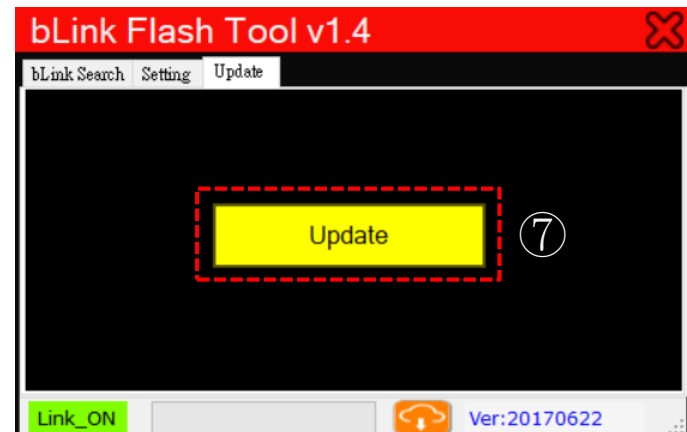 bLink Flash Tool v1.4
bLink Search Setting Update
Update ⑦
Link_ON Ver:20170622